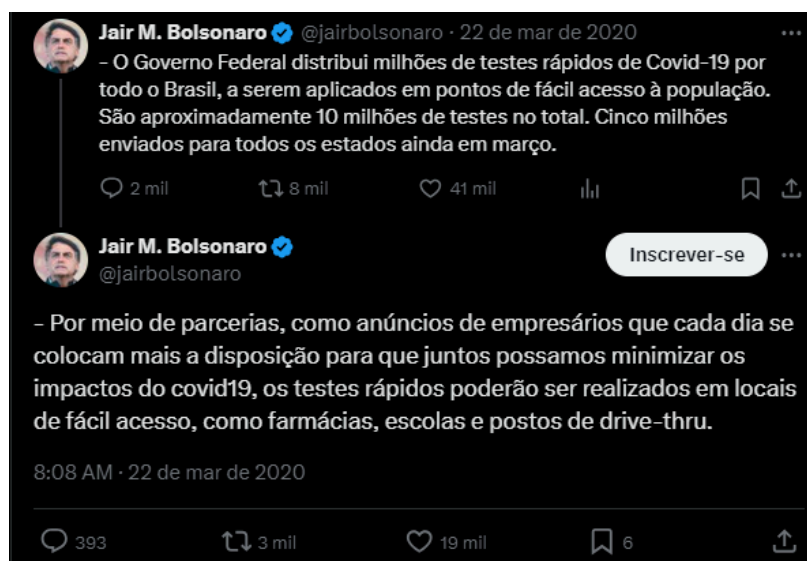 Jair M. Bolsonaro @jairbolsonaro · 22 de mar de 2020
- O Governo Federal distribui milhões de testes rápidos de Covid-19 por
todo o Brasil, a serem aplicados em pontos de fácil acesso à população.
São aproximadamente 10 milhões de testes no total. Cinco milhões
enviados para todos os estados ainda em março.
2 mil 8 mil 41 mil
Jair M. Bolsonaro
@jairbolsonaro
Inscrever-se
- Por meio de parcerias, como anúncios de empresários que cada dia se
colocam mais a disposição para que juntos possamos minimizar os
impactos do covid19, os testes rápidos poderão ser realizados em locais
de fácil acesso, como farmácias, escolas e postos de drive-thru.
8:08 AM · 22 de mar de 2020
393 3 mil 19 mil 6